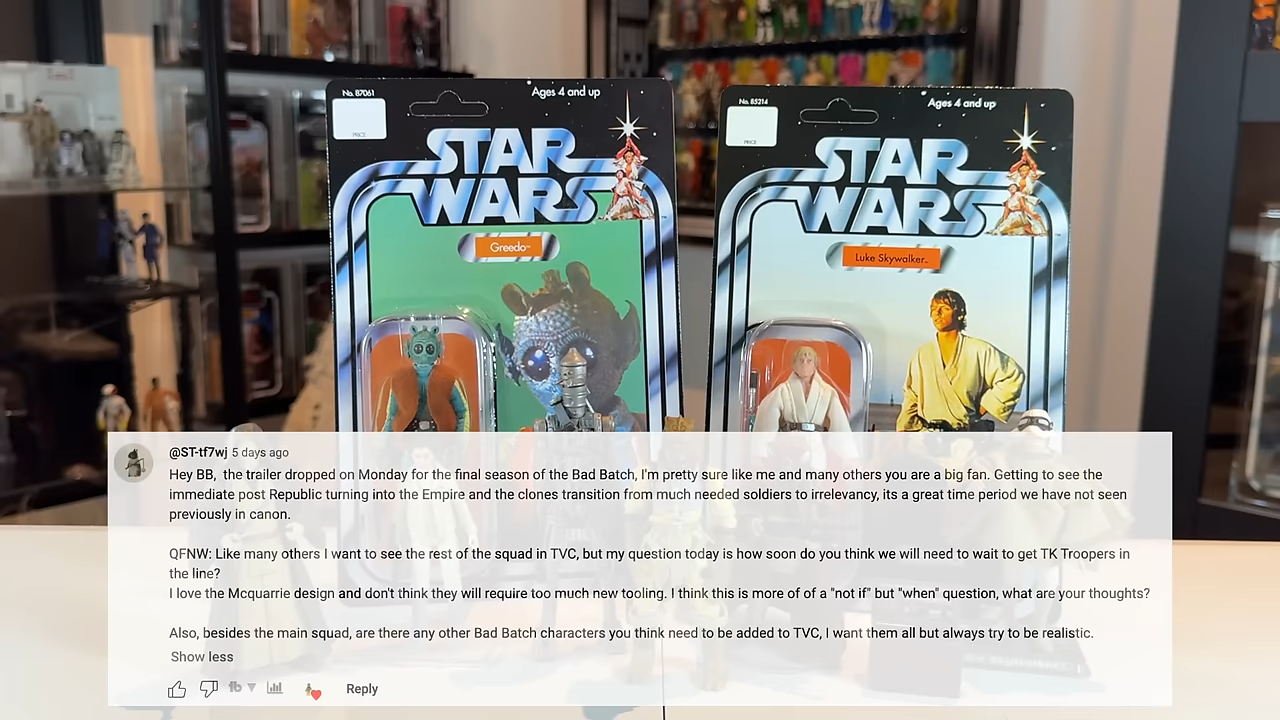 No. 87061
Ages 4 and up
PRICE
STAR
WARS
Greedo™
No. 85214
Ages 4 and up
PRICE
STAR
WARS
Luke Skywalker™
@ST-tf7wj 5 days ago
Hey BB,  the trailer dropped on Monday for the final season of the Bad Batch, I'm pretty sure like me and many others you are a big fan. Getting to see the
immediate post Republic turning into the Empire and the clones transition from much needed soldiers to irrelevancy, its a great time period we have not seen
previously in canon.
QFNW: Like many others I want to see the rest of the squad in TVC, but my question today is how soon do you think we will need to wait to get TK Troopers in
the line?
I love the Mcquarrie design and don't think they will require too much new tooling. I think this is more of of a "not if" but "when" question, what are your thoughts?
Also, besides the main squad, are there any other Bad Batch characters you think need to be added to TVC, I want them all but always try to be realistic.
Show less
Reply